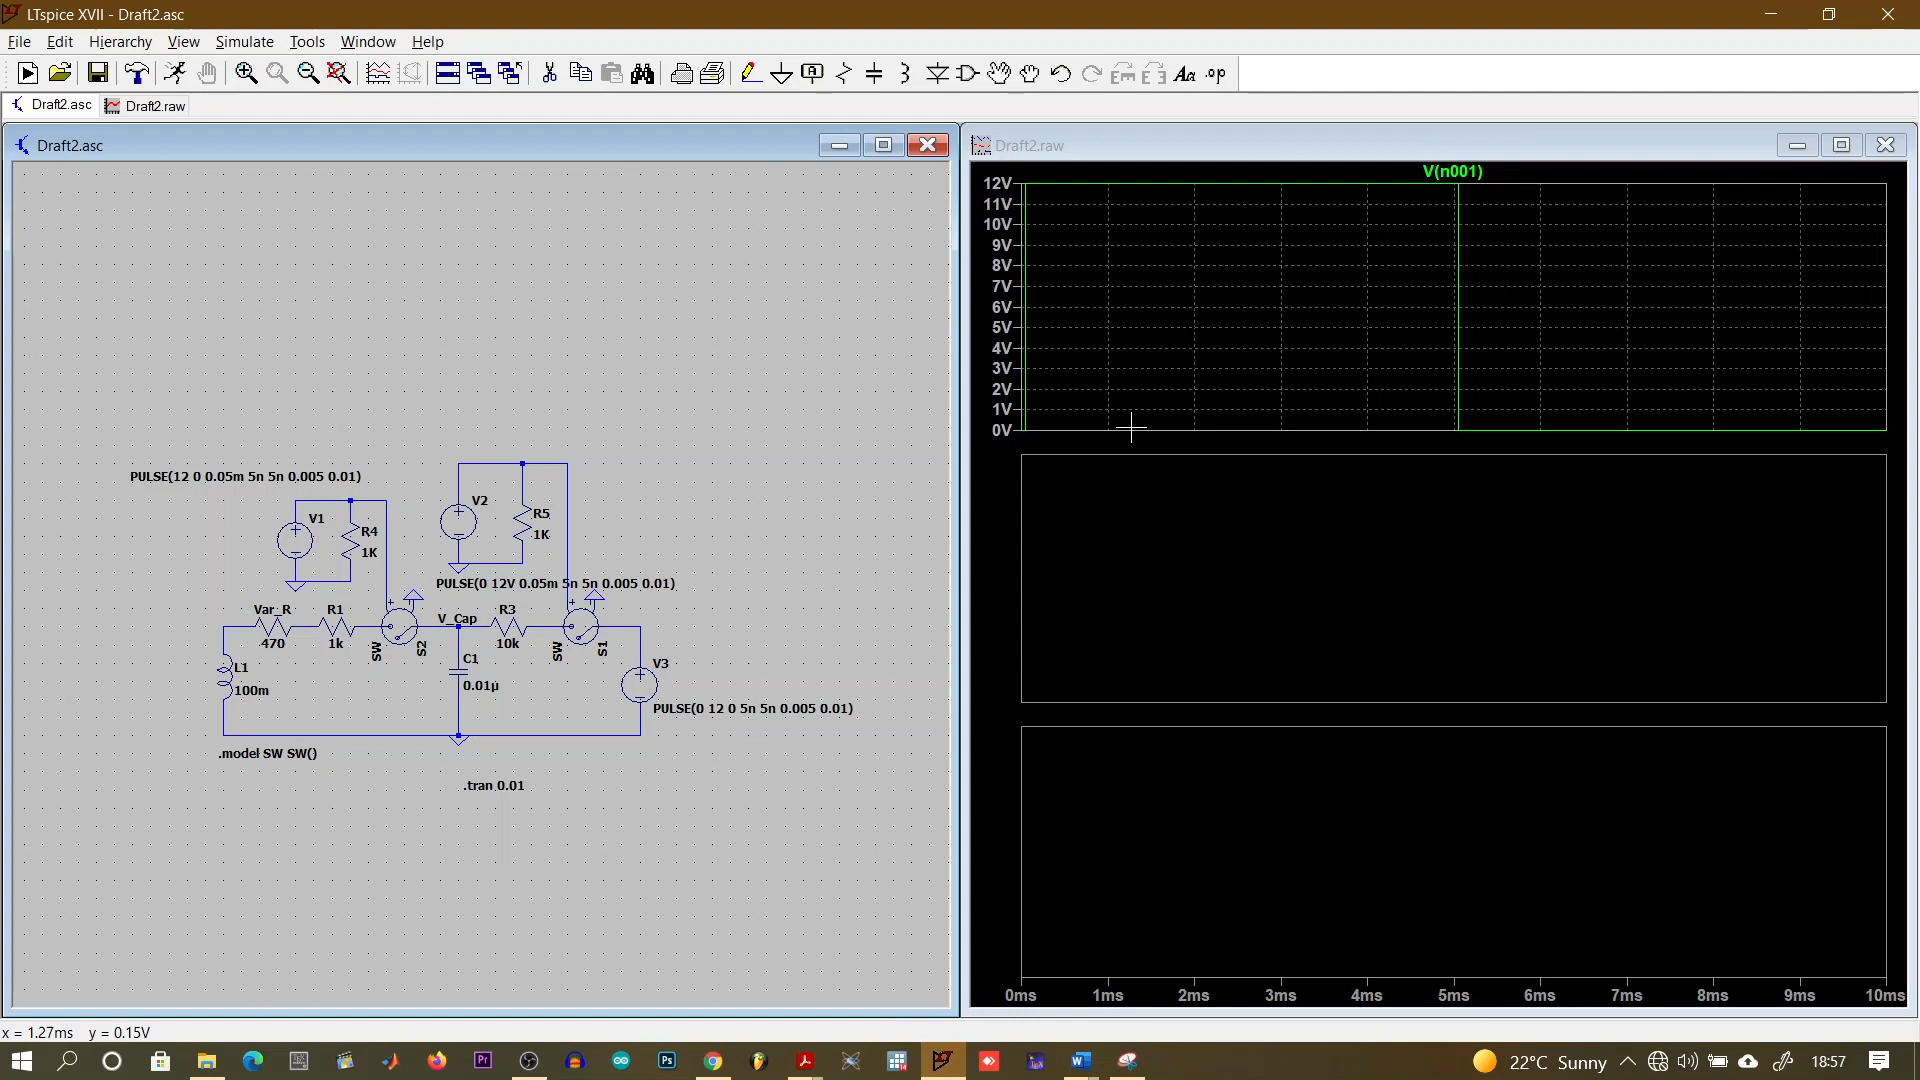 LTspice XVII - Draft2.asc
File Edit Hierarchy View Simulate Tools Window Help
Draft2.asc Draft2.raw
Draft2.asc
Draft2.raw
V(n001)
12V
11V
10V
9V
8V
7V
6V
5V
4V
3V
2V
1V
0V
PULSE(12 0 0.05m 5n 5n 0.005 0.01)
V1
R4
1K
V2
R5
1K
PULSE(0 12V 0.05m 5n 5n 0.005 0.01)
Var_R
470
R1
1k
SW
S2
V_Cap
R3
10k
SW
S1
L1
100m
C1
0.01µ
V3
PULSE(0 12 0 5n 5n 0.005 0.01)
.model SW SW()
.tran 0.01
0ms 1ms 2ms 3ms 4ms 5ms 6ms 7ms 8ms 9ms 10ms
x = 1.27ms y = 0.15V
22°C Sunny 18:57